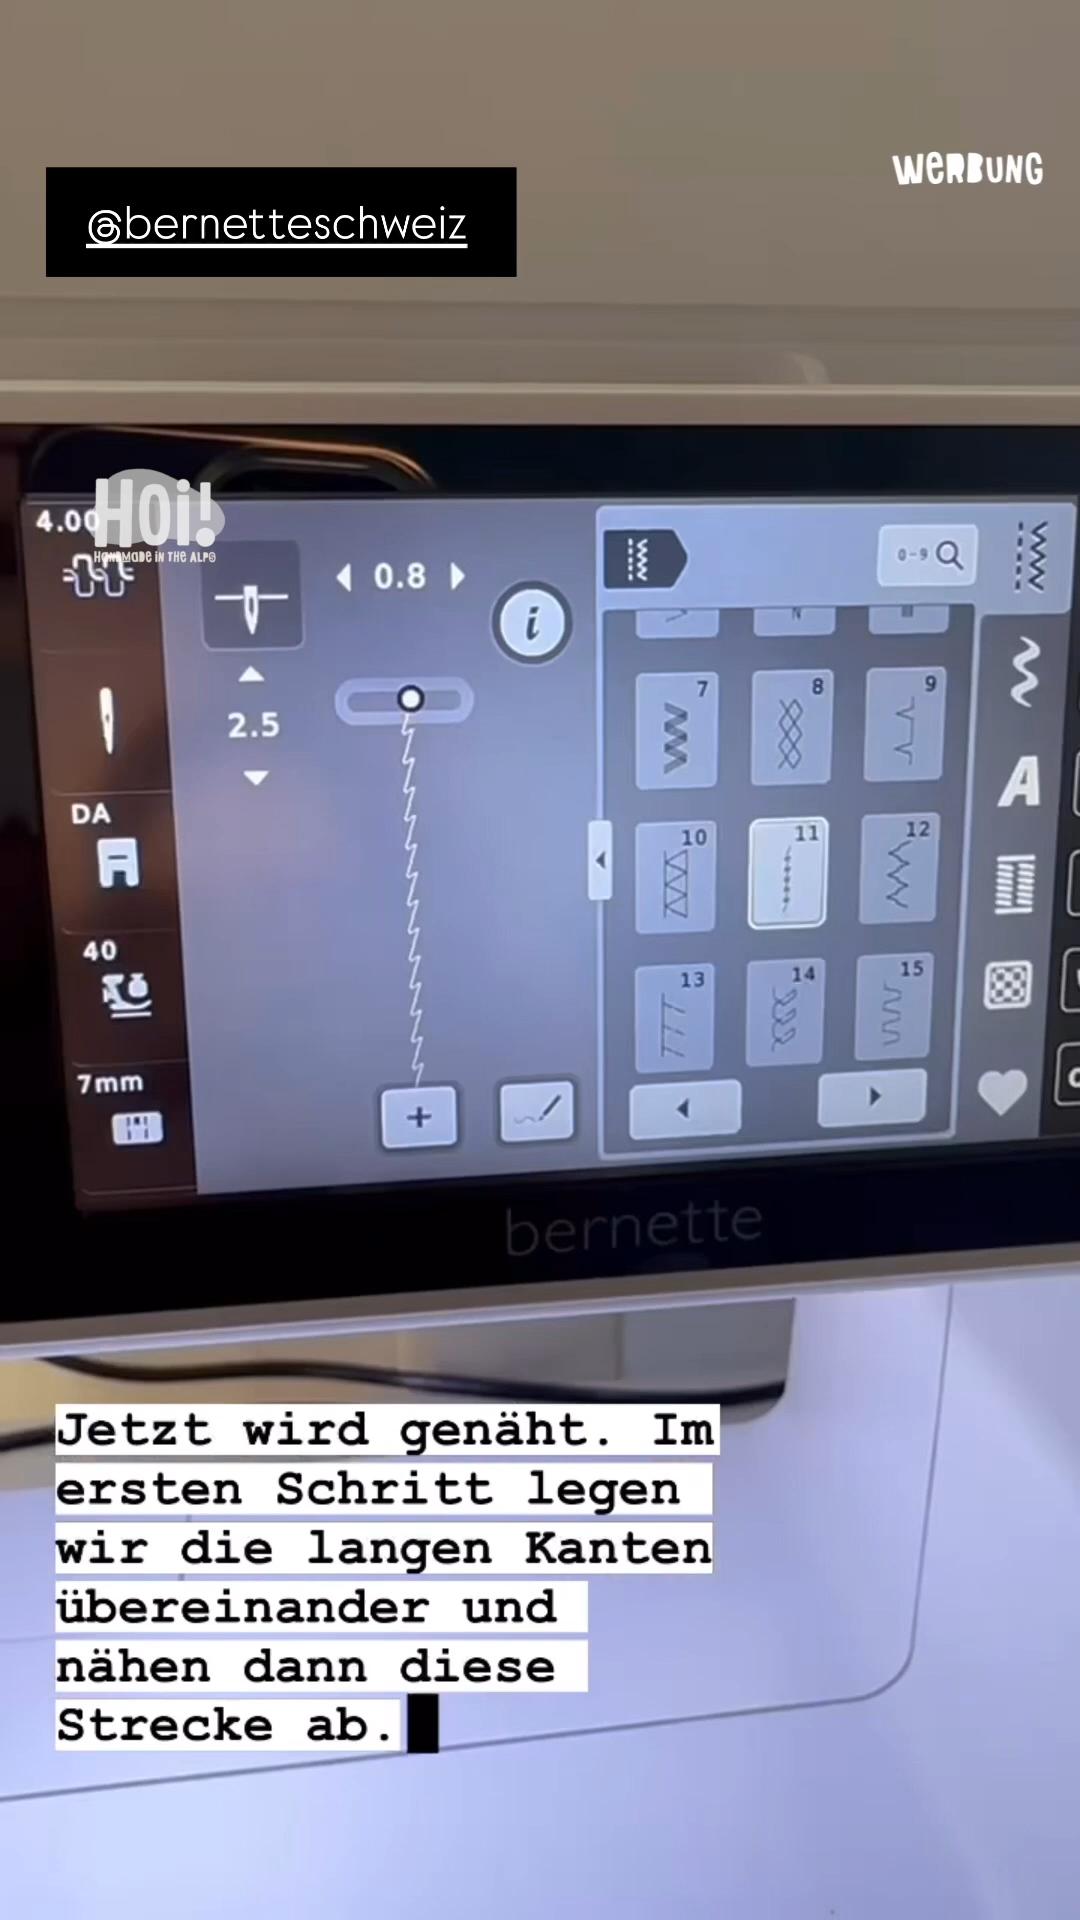 WERBUNG
@bernetteschweiz
HOi!
HANDMADE IN THE ALPS
4.00
0.8
0-9
i
2.5
7
8
9
A
DA
10
11
12
40
13
14
15
7mm
bernette
Jetzt wird genäht. Im
ersten Schritt legen
wir die langen Kanten
übereinander und
nähen dann diese
Strecke ab.